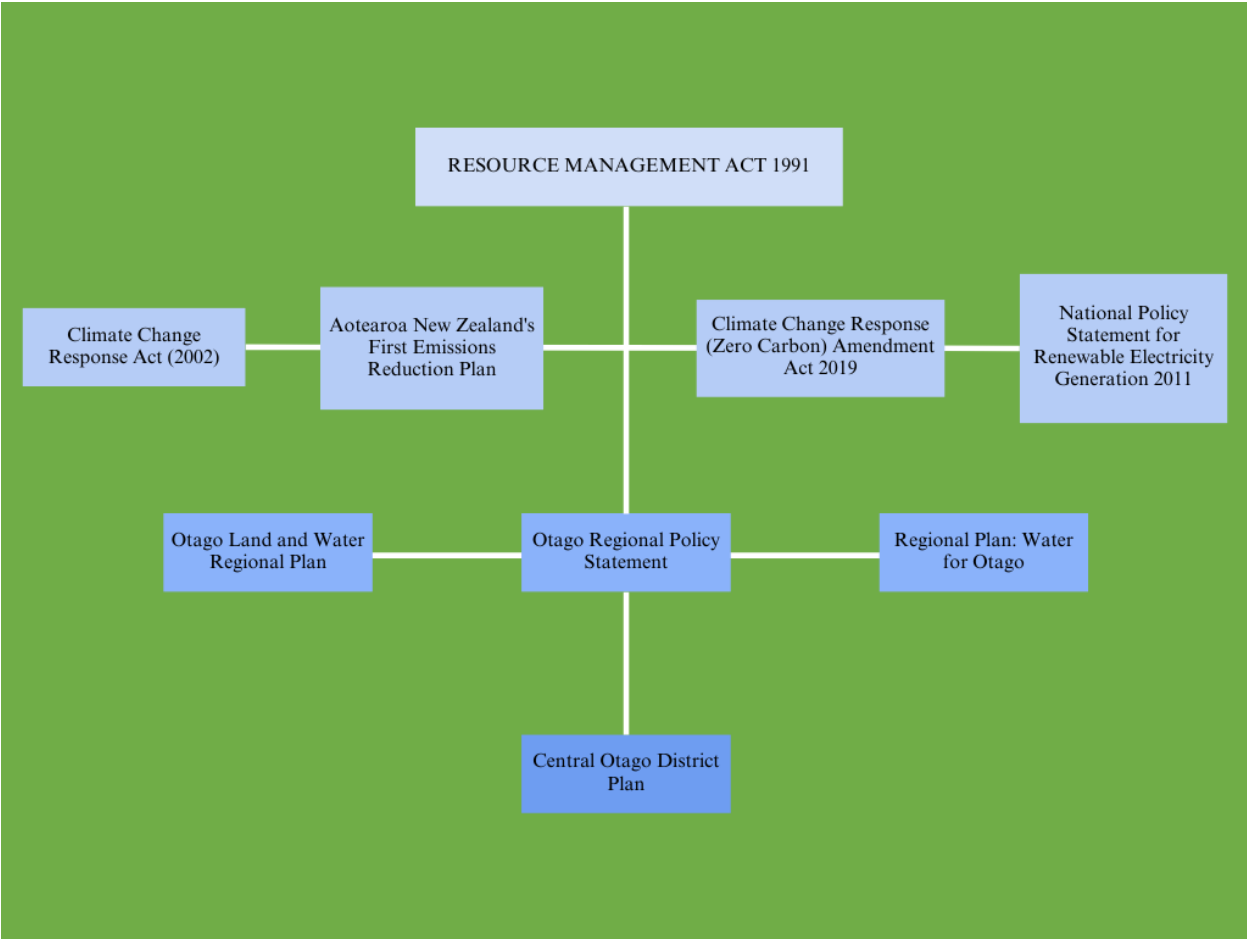 RESOURCE MANAGEMENT ACT 1991
Climate Change
Response Act (2002)
Aotearoa New Zealand's
First Emissions
Reduction Plan
Climate Change Response
(Zero Carbon) Amendment
Act 2019
National Policy
Statement for
Renewable Electricity
Generation 2011
Otago Land and Water
Regional Plan
Otago Regional Policy
Statement
Regional Plan: Water
for Otago
Central Otago District
Plan